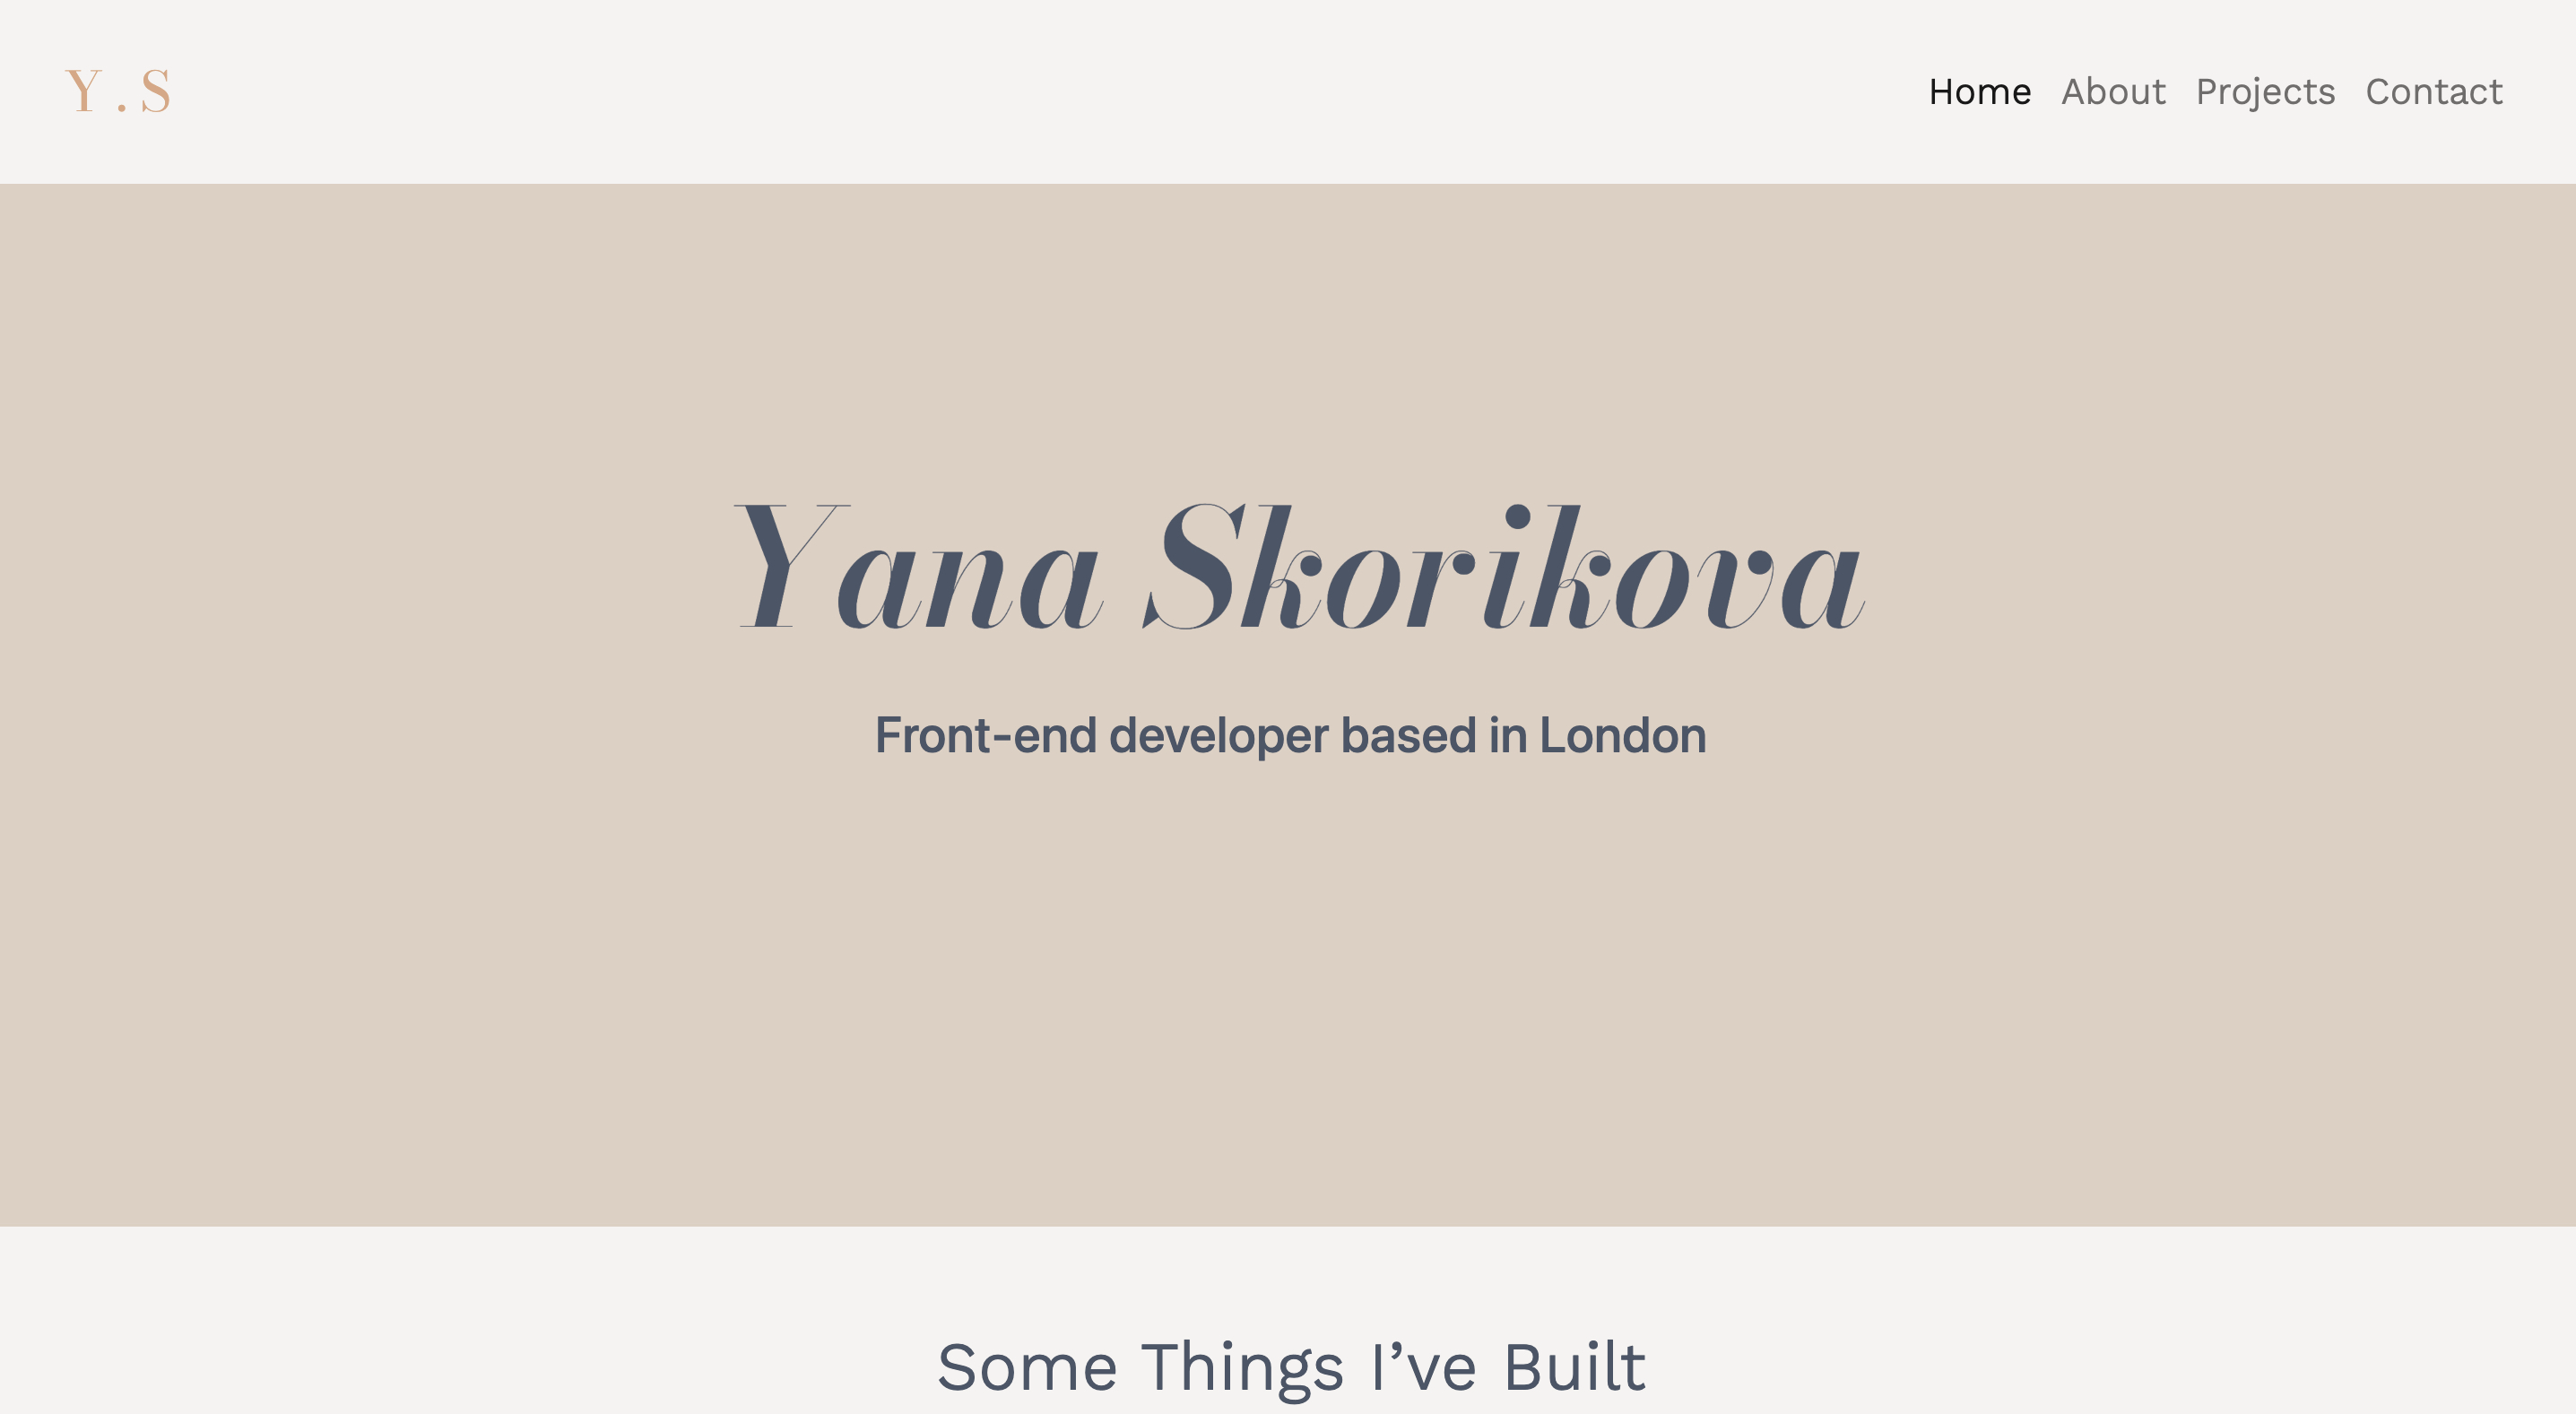 Y.S
Home About Projects Contact
Yana Skorikova
Front-end developer based in London
Some Things I’ve Built